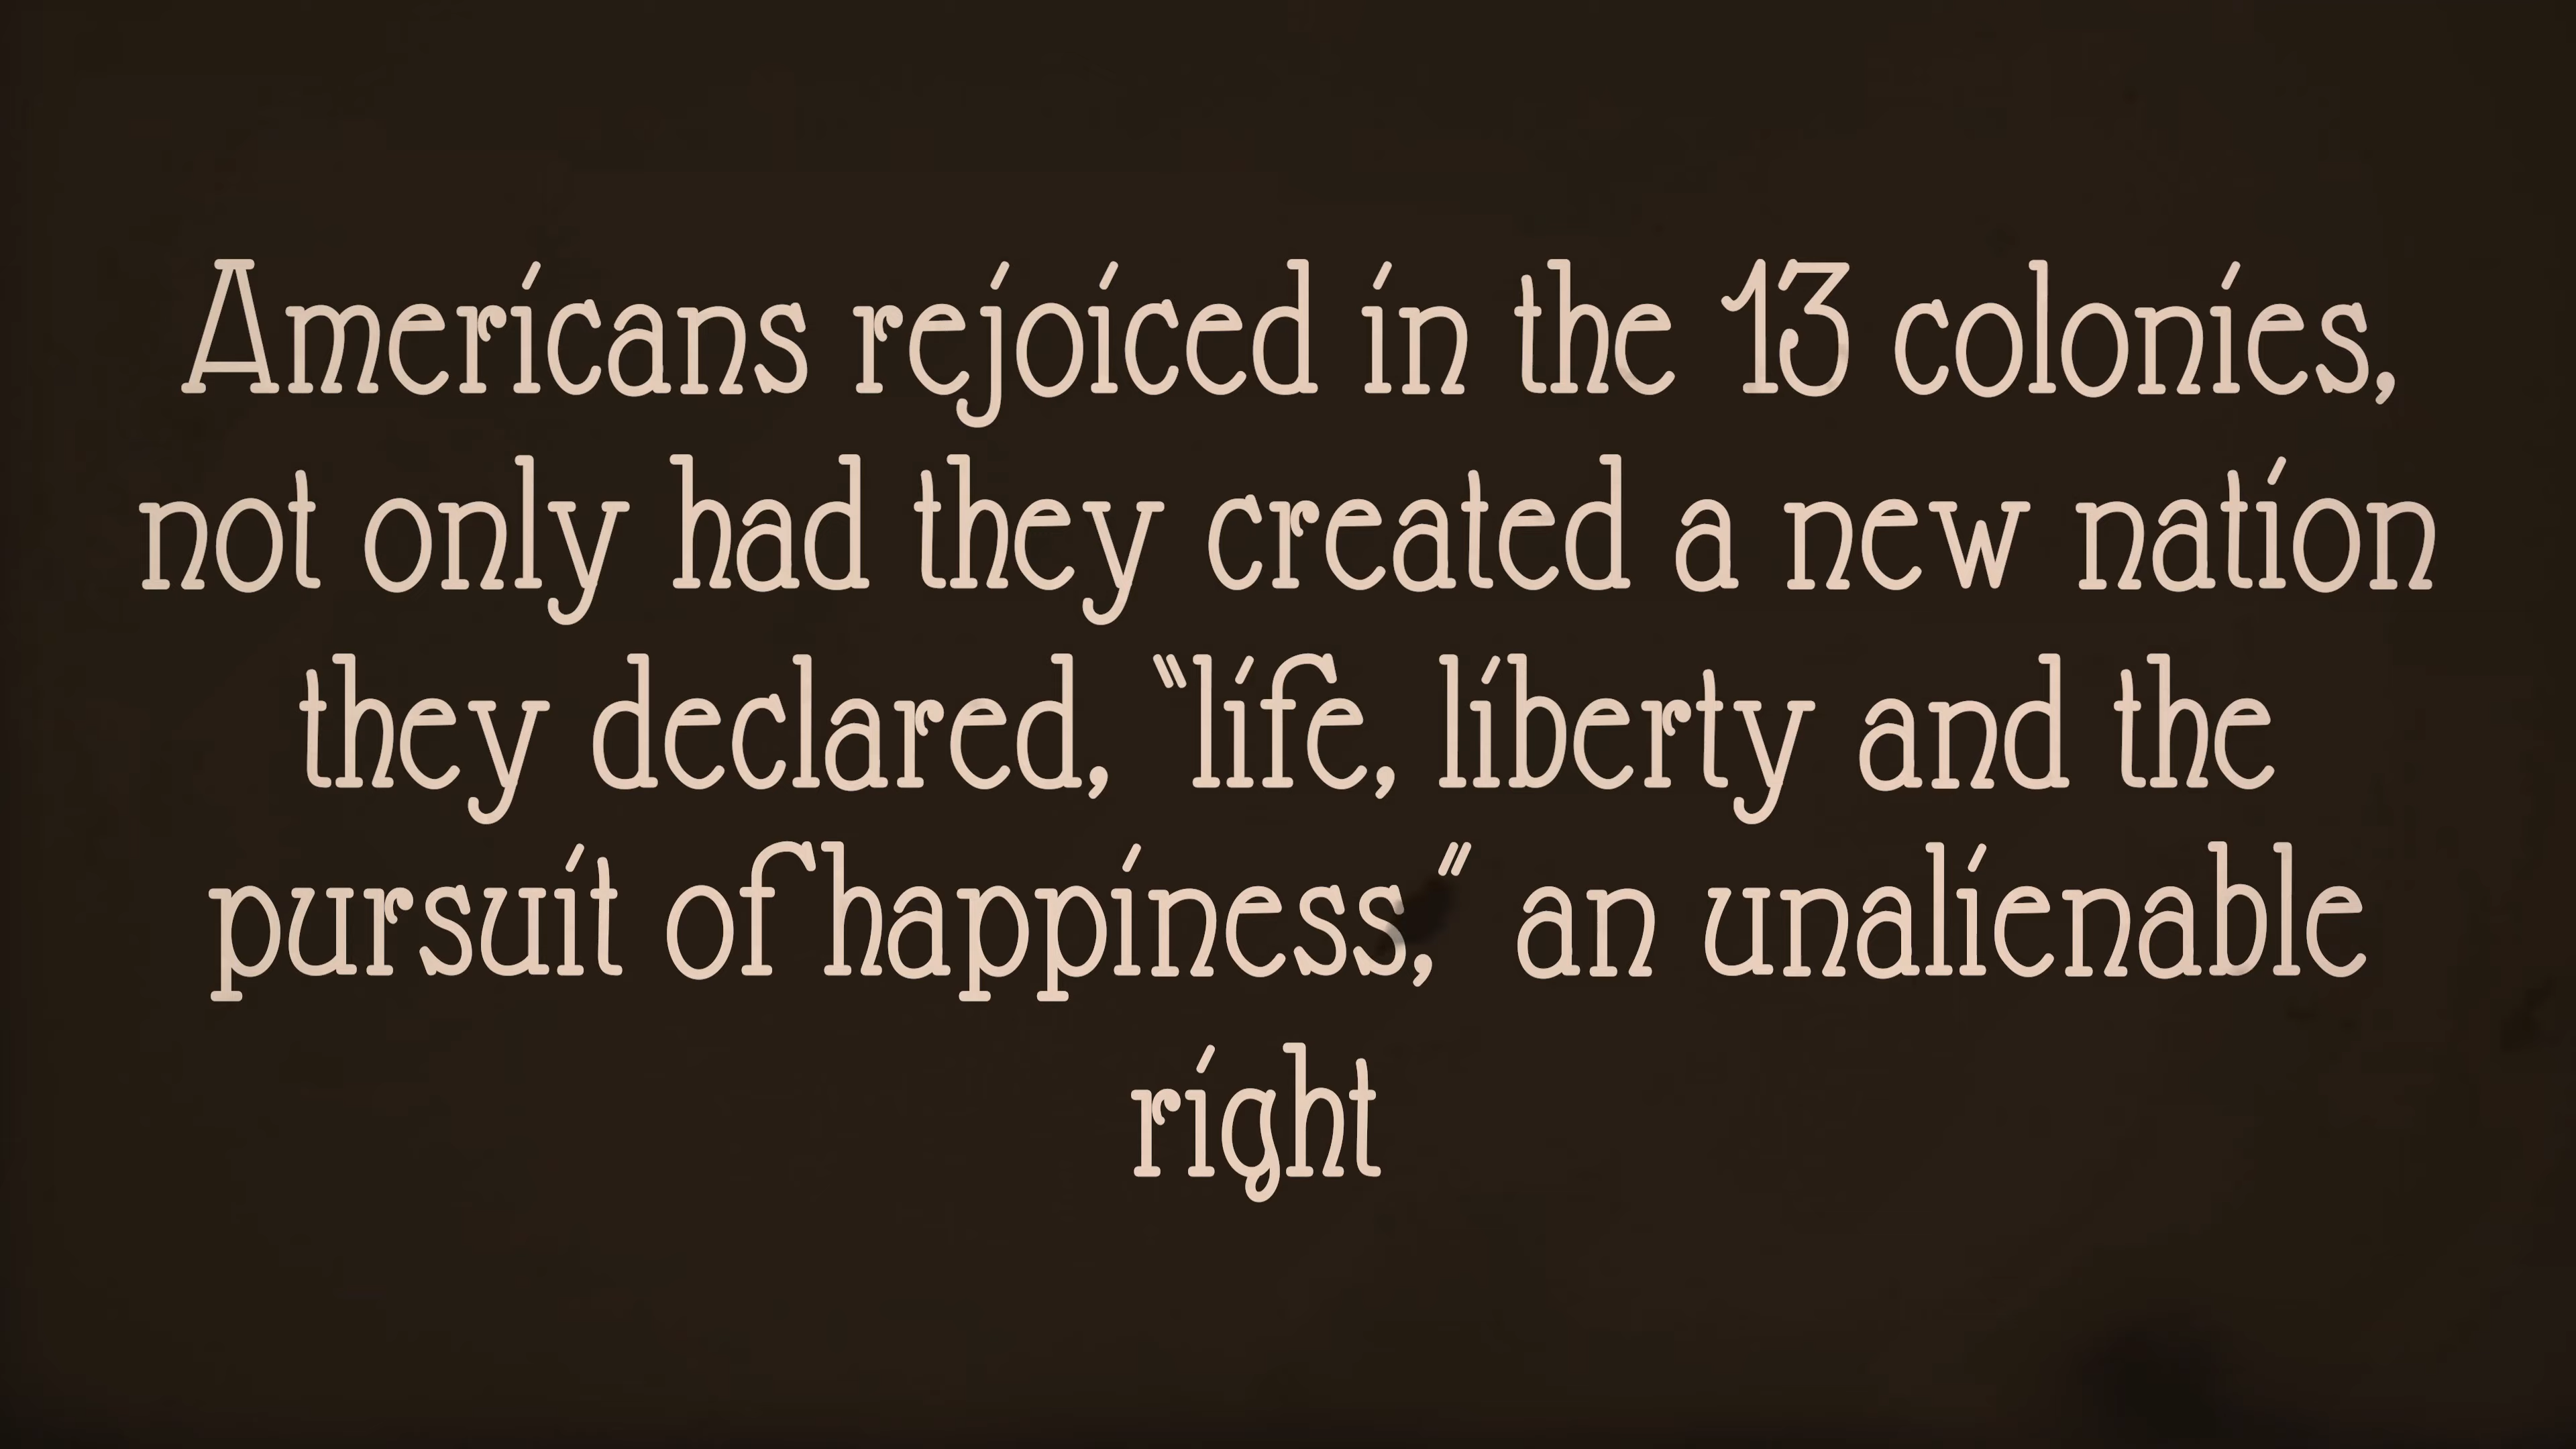 Americans rejoiced in the 13 colonies,
not only had they created a new nation
they declared, “life, liberty and the
pursuit of happiness,” an unalienable
right